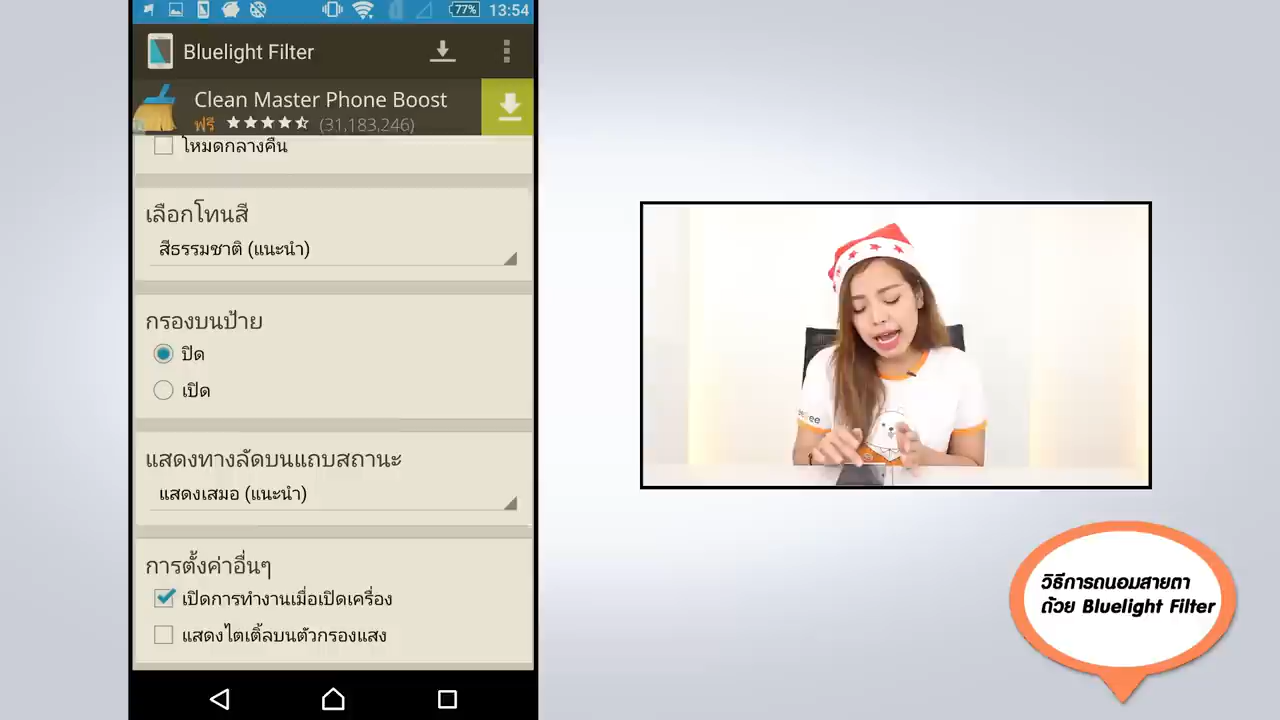 77% 13:54
Bluelight Filter
Clean Master Phone Boost
ฟรี (31,183,246)
โหมดกลางคืน
เลือกโทนสี
สีธรรมชาติ (แนะนำ)
กรองบนป้าย
ปิด
เปิด
แสดงทางลัดบนแถบสถานะ
แสดงเสมอ (แนะนำ)
การตั้งค่าอื่นๆ
เปิดการทำงานเมื่อเปิดเครื่อง
แสดงไตเติ้ลบนตัวกรองแสง
วิธีการถนอมสายตา
ด้วย Bluelight Filter